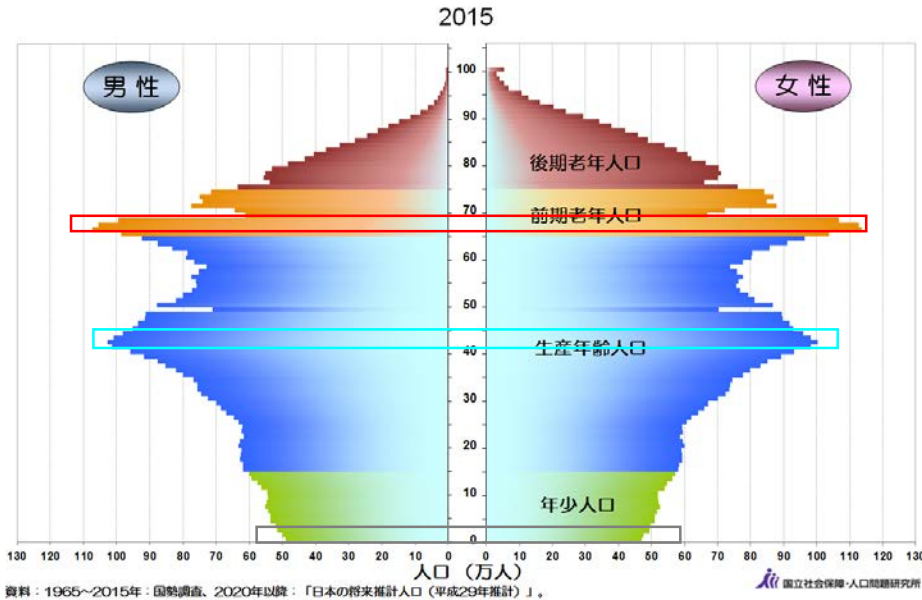 2015
男 性
女 性
100
90
80
後期老年人口
70
前期老年人口
60
50
40
生産年齢人口
30
20
10
年少人口
0
130 120 110 100 90 80 70 60 50 40 30 20 10 0 0 10 20 30 40 50 60 70 80 90 100 110 120 130
人口 (万人)
資料:1965~2015年:国勢調査、2020年以降:「日本の将来推計人口(平成29年推計)」。
国立社会保障・人口問題研究所